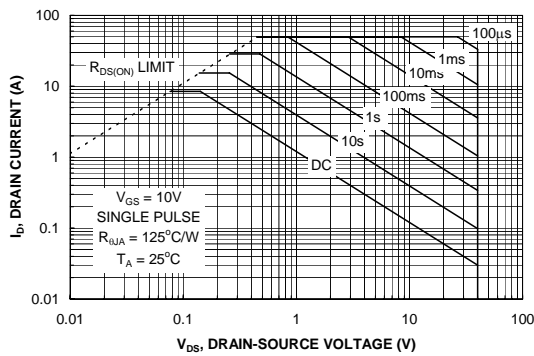 100
10
1
0.1
0.01
0.01
0.1
1
10
100
I_D, DRAIN CURRENT (A)
V_DS, DRAIN-SOURCE VOLTAGE (V)
R_DS(ON) LIMIT
100µs
1ms
10ms
100ms
1s
10s
DC
V_GS = 10V
SINGLE PULSE
R_θJA = 125°C/W
T_A = 25°C